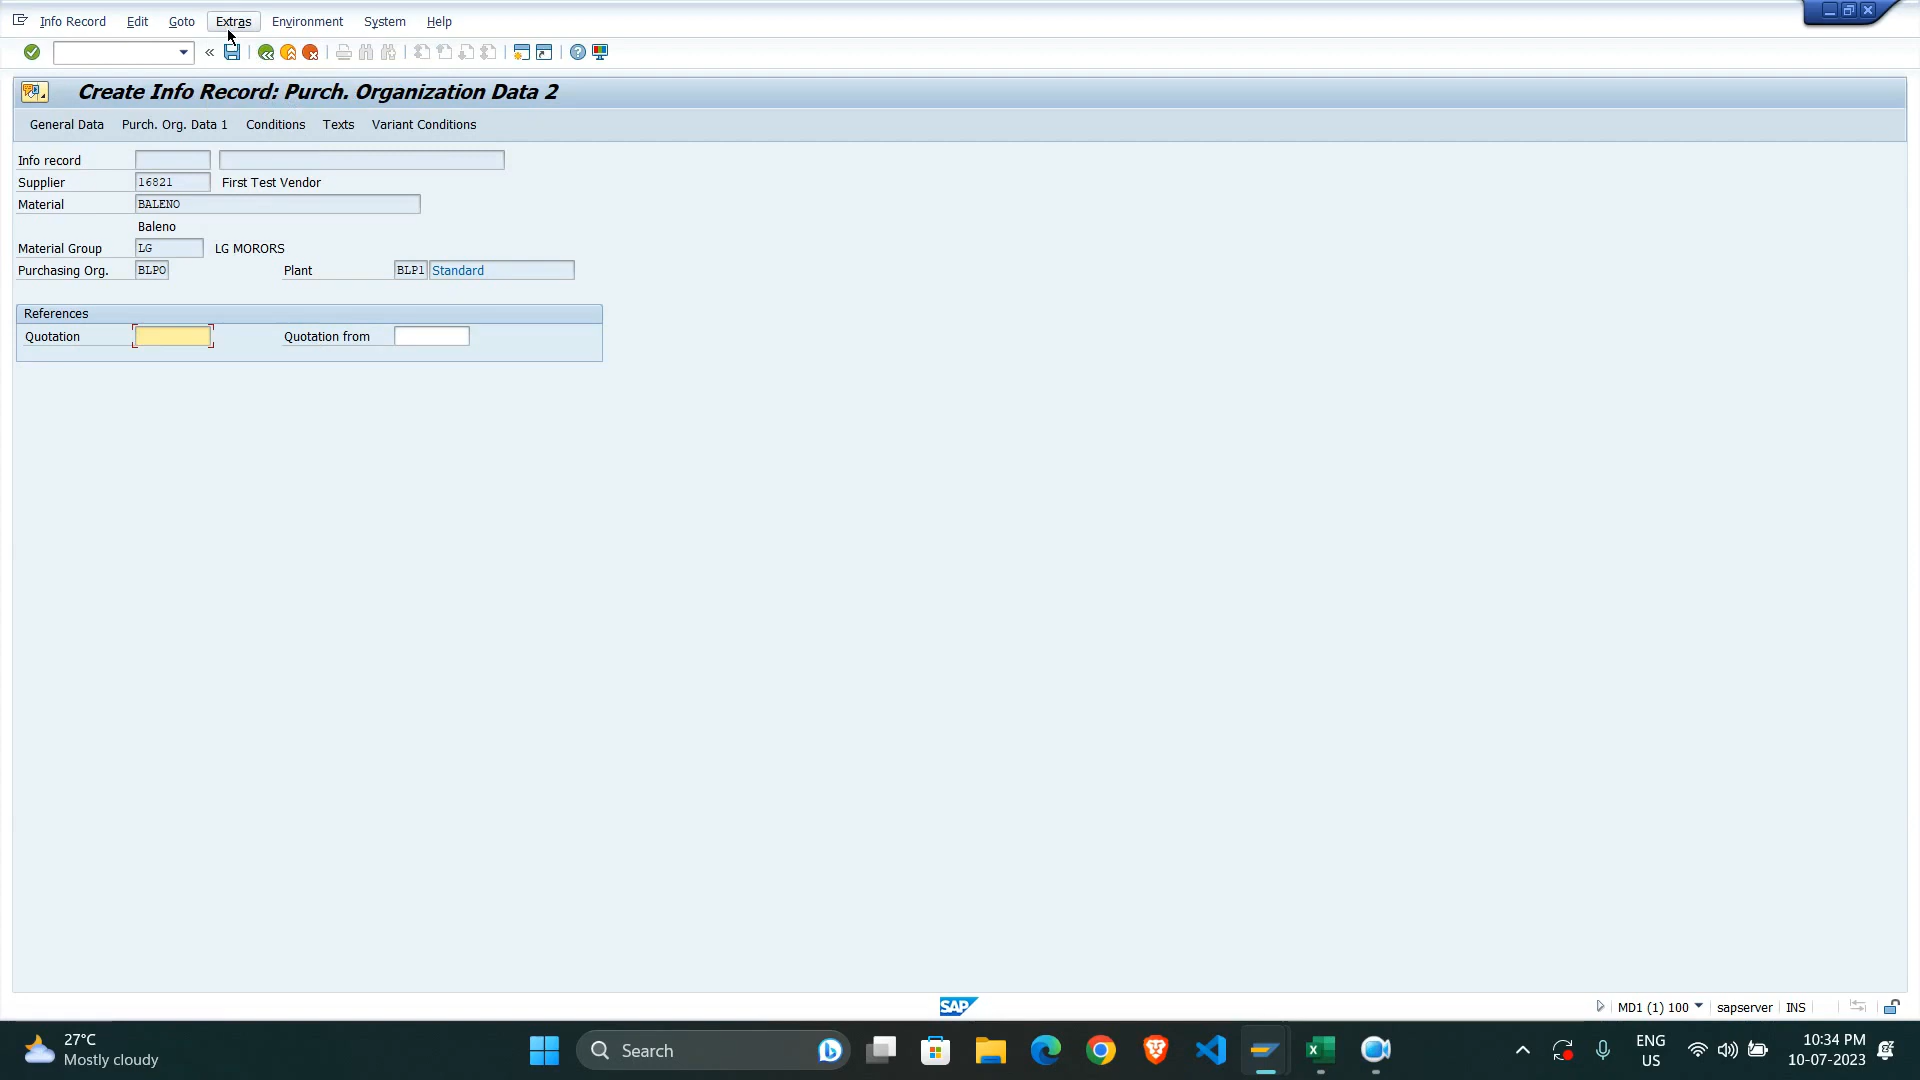 Info Record Edit Goto Extras Environment System Help
Create Info Record: Purch. Organization Data 2
General Data Purch. Org. Data 1 Conditions Texts Variant Conditions
Info record
Supplier 16821 First Test Vendor
Material BALENO
Baleno
Material Group LG LG MORORS
Purchasing Org. BLPO Plant BLP1 Standard
References
Quotation Quotation from
SAP
MD1 (1) 100 sapserver INS
27°C
Mostly cloudy
Search
ENG
US
10:34 PM
10-07-2023